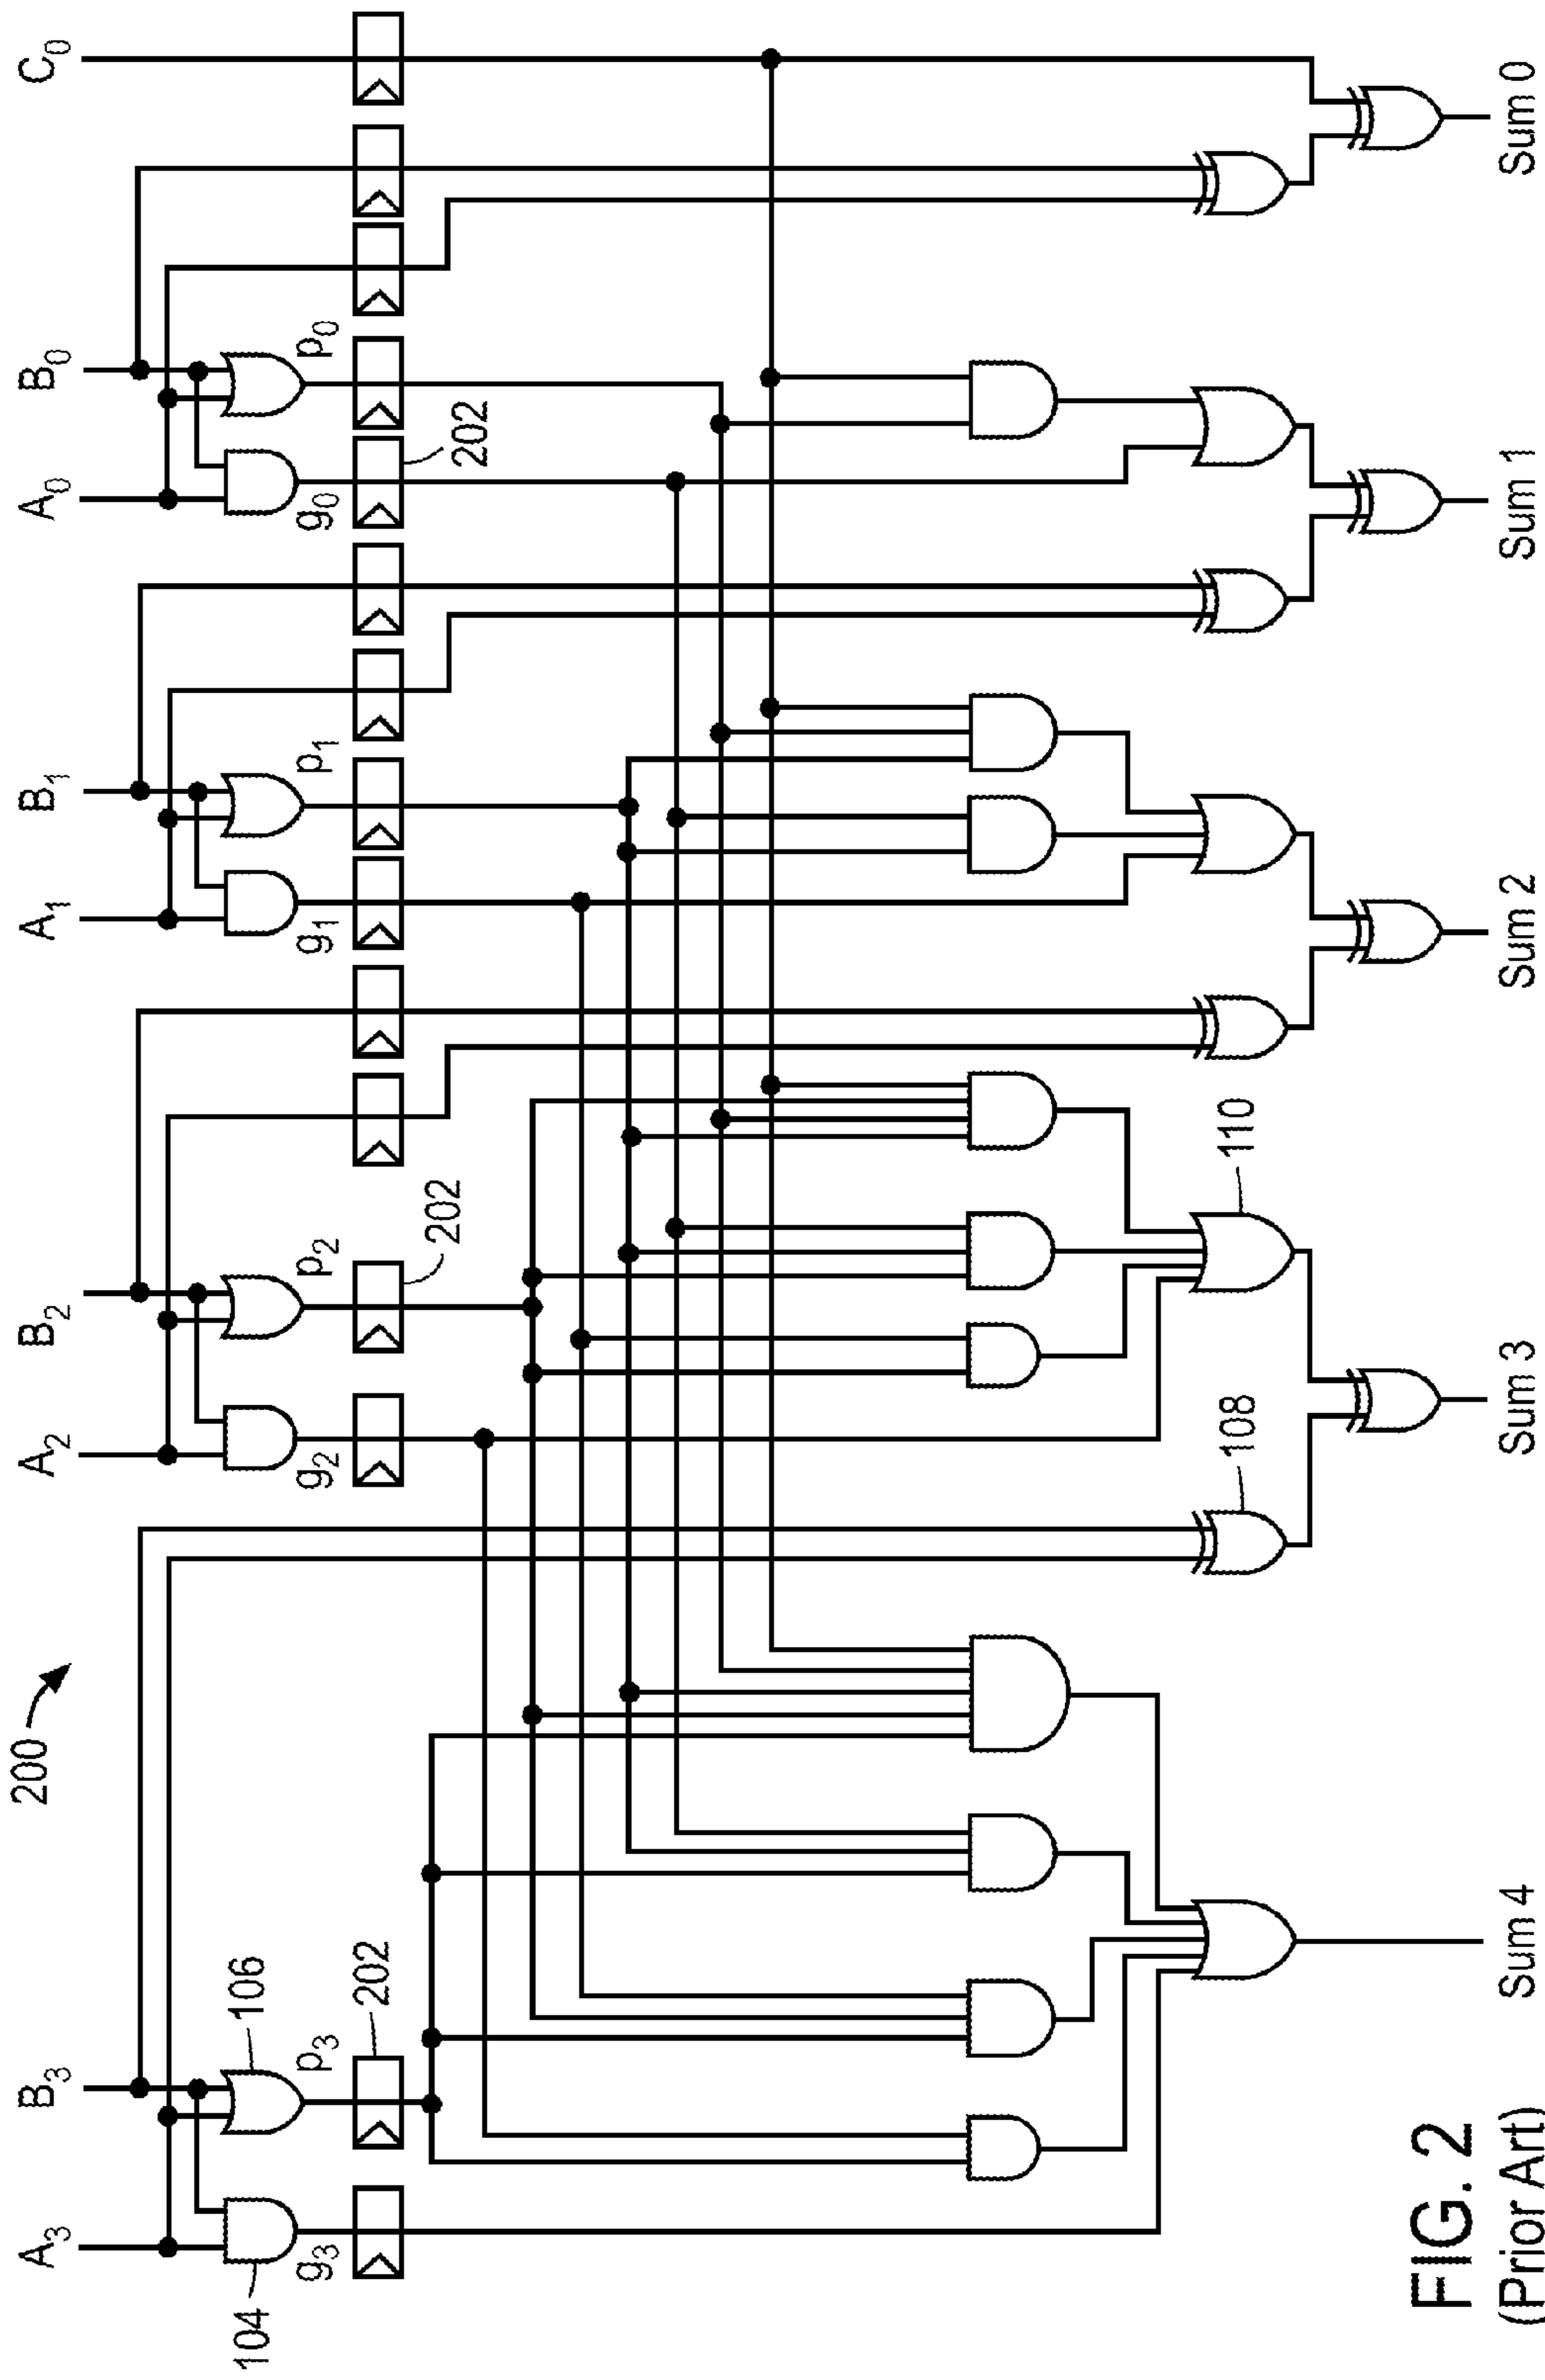 200
A₃ B₃ A₂ B₂ A₁ B₁ A₀ B₀ C₀
104
106
g₃ p₃ g₂ p₂ g₁ p₁ g₀ p₀
202
202
202
108
110
Sum 4 Sum 3 Sum 2 Sum 1 Sum 0
FIG. 2
(Prior Art)